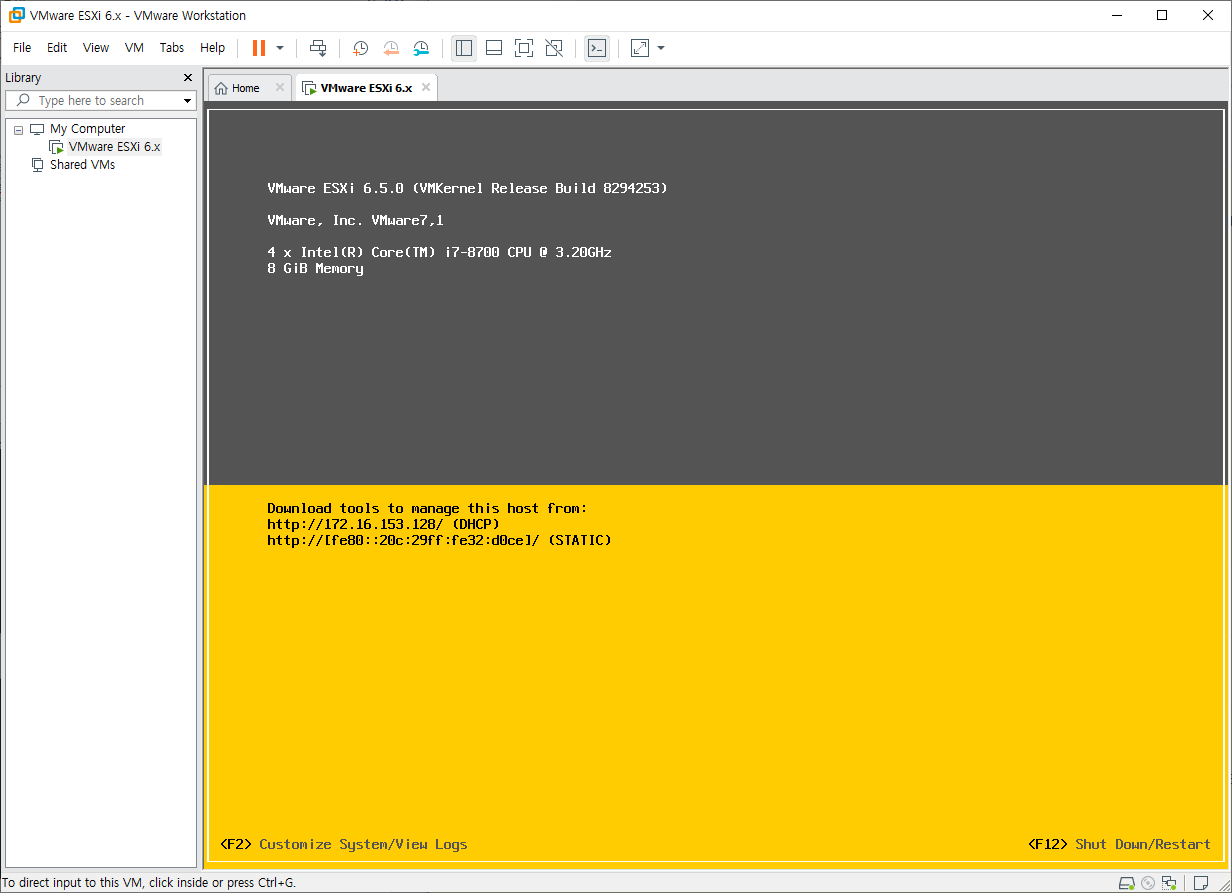 VMware ESXi 6.x - VMware Workstation
File Edit View VM Tabs Help
Library
Type here to search
My Computer
VMware ESXi 6.x
Shared VMs
Home
VMware ESXi 6.x
VMware ESXi 6.5.0 (VMKernel Release Build 8294253)
VMware, Inc. VMware7,1
4 x Intel(R) Core(TM) i7-8700 CPU @ 3.20GHz
8 GiB Memory
Download tools to manage this host from:
http://172.16.153.128/ (DHCP)
http://[fe80::20c:29ff:fe32:d0ce]/ (STATIC)
<F2> Customize System/View Logs
<F12> Shut Down/Restart
To direct input to this VM, click inside or press Ctrl+G.